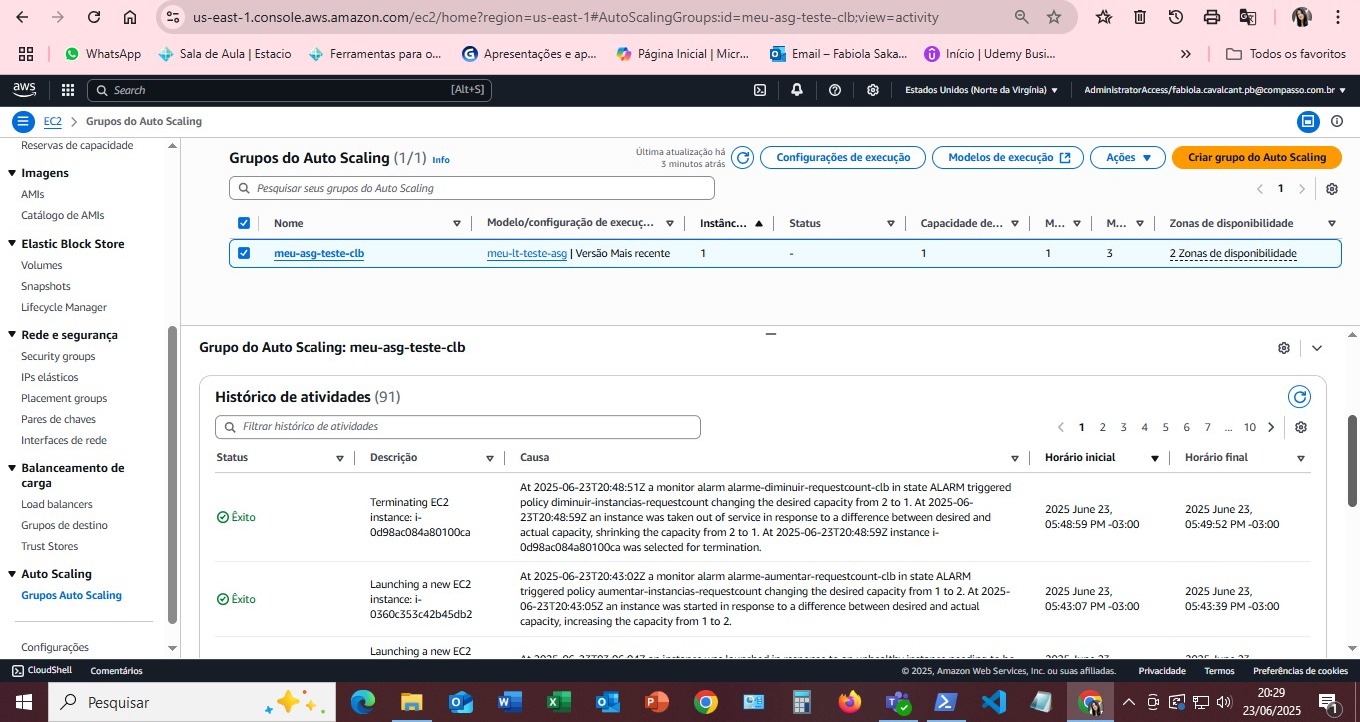 us-east-1.console.aws.amazon.com/ec2/home?region=us-east-1#AutoScalingGroups:id=meu-asg-teste-clb;view=activity
WhatsApp
Sala de Aula | Estacio
Ferramentas para o...
Apresentações e ap...
Página Inicial | Micr...
Email – Fabiola Saka...
Início | Udemy Busi...
»
Todos os favoritos
aws
Search
[Alt+S]
Estados Unidos (Norte da Virgínia)
AdministratorAccess/fabiola.cavalcant.pb@compasso.com.br
EC2
Grupos do Auto Scaling
Reservas de capacidade
Imagens
AMIs
Catálogo de AMIs
Elastic Block Store
Volumes
Snapshots
Lifecycle Manager
Rede e segurança
Security groups
IPs elásticos
Placement groups
Pares de chaves
Interfaces de rede
Balanceamento de
carga
Load balancers
Grupos de destino
Trust Stores
Auto Scaling
Grupos Auto Scaling
Configurações
Grupos do Auto Scaling (1/1) Info
Última atualização há
3 minutos atrás
Configurações de execução
Modelos de execução
Ações
Criar grupo do Auto Scaling
Pesquisar seus grupos do Auto Scaling
1
Nome
Modelo/configuração de execuç...
Instânc...
Status
Capacidade de...
M...
M...
Zonas de disponibilidade
meu-asg-teste-clb
meu-lt-teste-asg | Versão Mais recente
1
-
1
1
3
2 Zonas de disponibilidade
Grupo do Auto Scaling: meu-asg-teste-clb
Histórico de atividades (91)
Filtrar histórico de atividades
1 2 3 4 5 6 7 ... 10
Status
Descrição
Causa
Horário inicial
Horário final
Êxito
Terminating EC2
instance: i-
0d98ac084a80100ca
At 2025-06-23T20:48:51Z a monitor alarm alarme-diminuir-requestcount-clb in state ALARM triggered
policy diminuir-instancias-requestcount changing the desired capacity from 2 to 1. At 2025-06-
23T20:48:59Z an instance was taken out of service in response to a difference between desired and
actual capacity, shrinking the capacity from 2 to 1. At 2025-06-23T20:48:59Z instance i-
0d98ac084a80100ca was selected for termination.
2025 June 23,
05:48:59 PM -03:00
2025 June 23,
05:49:52 PM -03:00
Êxito
Launching a new EC2
instance: i-
0360c353c42b45db2
At 2025-06-23T20:43:02Z a monitor alarm alarme-aumentar-requestcount-clb in state ALARM
triggered policy aumentar-instancias-requestcount changing the desired capacity from 1 to 2. At 2025-
06-23T20:43:05Z an instance was started in response to a difference between desired and actual
capacity, increasing the capacity from 1 to 2.
2025 June 23,
05:43:07 PM -03:00
2025 June 23,
05:43:39 PM -03:00
Launching a new EC2
CloudShell
Comentários
© 2025, Amazon Web Services, Inc. ou suas afiliadas.
Privacidade
Termos
Preferências de cookies
Pesquisar
20:29
23/06/2025
1